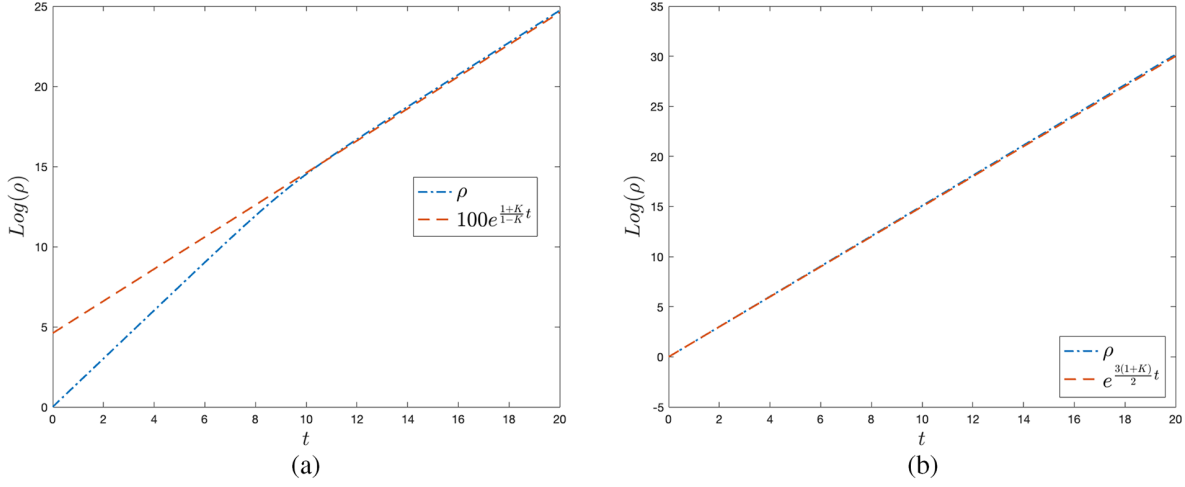 25
20
15
10
5
0
Log(ρ)
0 2 4 6 8 10 12 14 16 18 20
t
ρ
100e^{\frac{1+K}{1-K}t}
(a)
35
30
25
20
15
10
5
0
-5
Log(ρ)
0 2 4 6 8 10 12 14 16 18 20
t
ρ
e^{\frac{3(1+K)}{2}t}
(b)